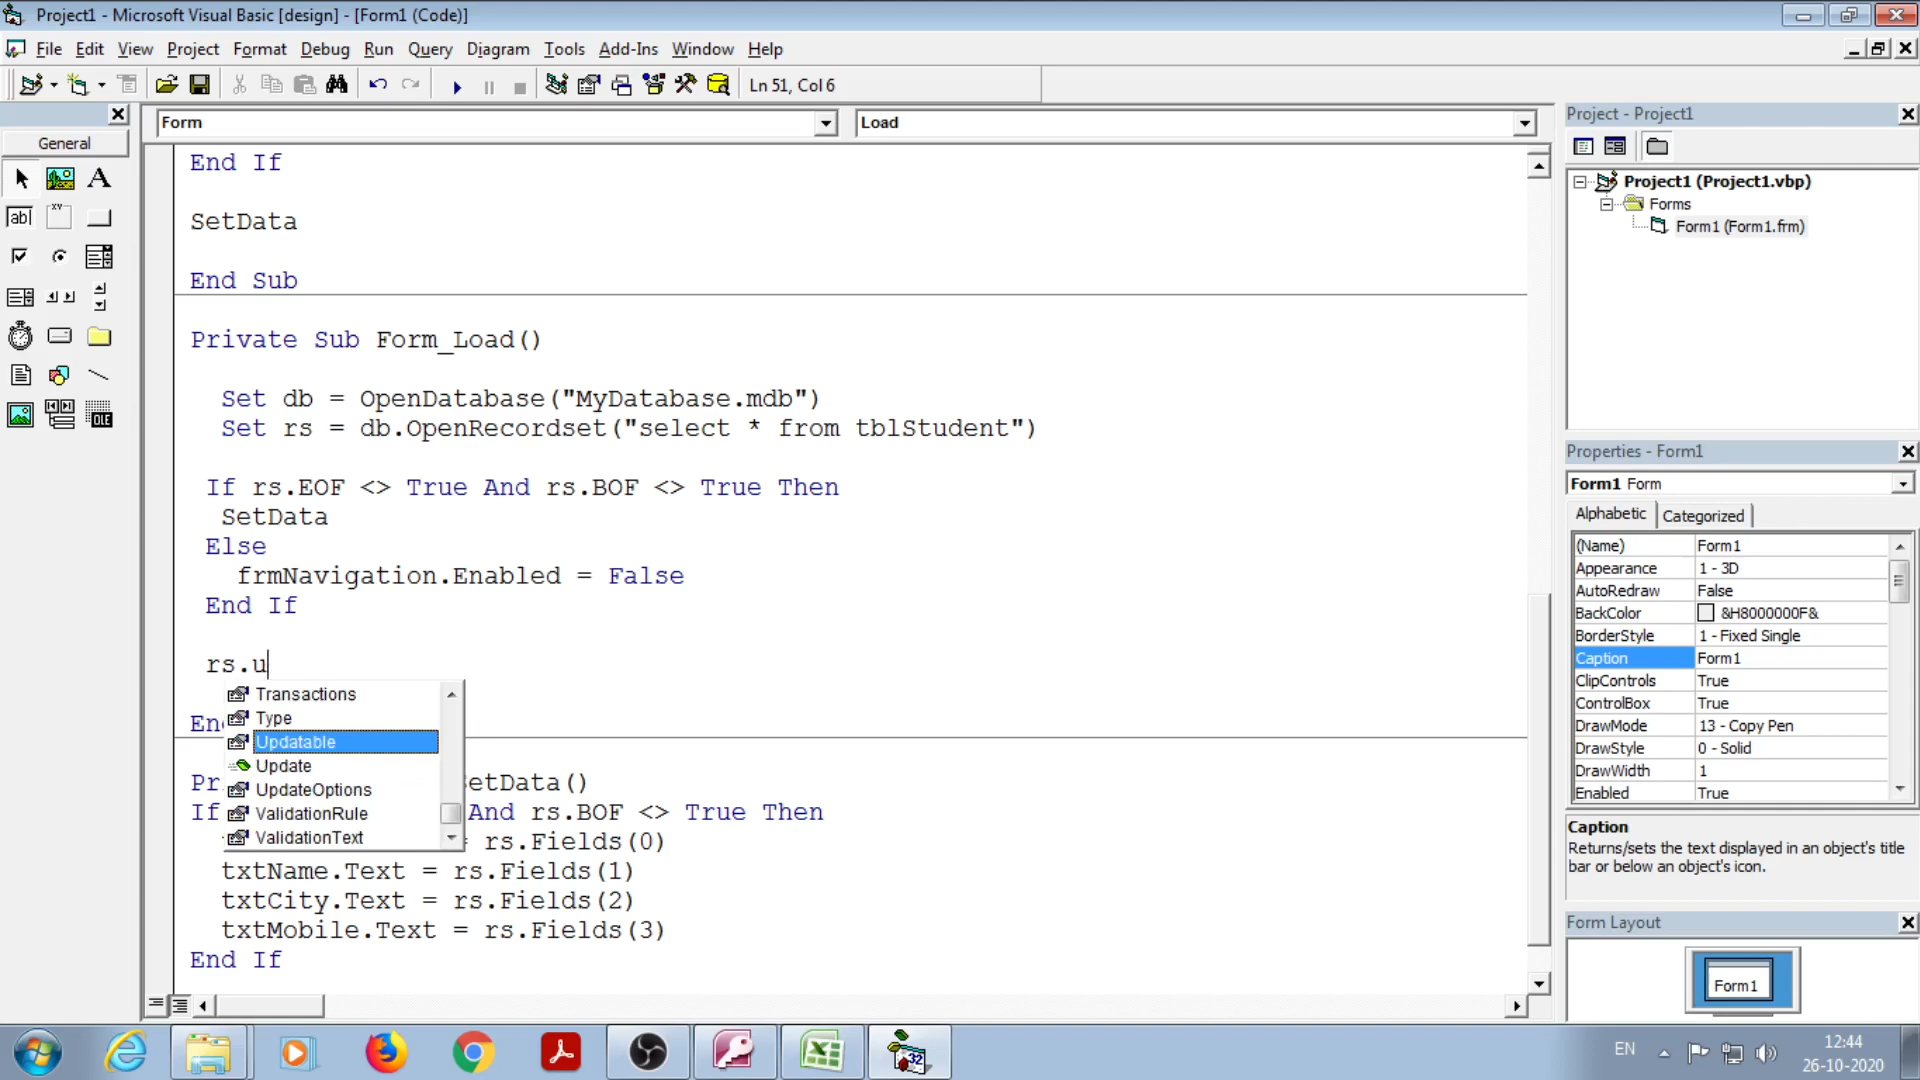 Project1 - Microsoft Visual Basic [design] - [Form1 (Code)]
File Edit View Project Format Debug Run Query Diagram Tools Add-Ins Window Help
Ln 51, Col 6
General
A
ab|
XY
OLE
Form
Load
End If
SetData
End Sub
Private Sub Form_Load()
Set db = OpenDatabase("MyDatabase.mdb")
Set rs = db.OpenRecordset("select * from tblStudent")
If rs.EOF <> True And rs.BOF <> True Then
SetData
Else
frmNavigation.Enabled = False
End If
rs.u
Transactions
Type
Updatable
Update
UpdateOptions
ValidationRule
ValidationText
En
Pr etData()
If And rs.BOF <> True Then
= rs.Fields(0)
txtName.Text = rs.Fields(1)
txtCity.Text = rs.Fields(2)
txtMobile.Text = rs.Fields(3)
End If
Project - Project1
Project1 (Project1.vbp)
Forms
Form1 (Form1.frm)
Properties - Form1
Form1 Form
Alphabetic Categorized
(Name) Form1
Appearance 1 - 3D
AutoRedraw False
BackColor &H8000000F&
BorderStyle 1 - Fixed Single
Caption Form1
ClipControls True
ControlBox True
DrawMode 13 - Copy Pen
DrawStyle 0 - Solid
DrawWidth 1
Enabled True
Caption
Returns/sets the text displayed in an object's title
bar or below an object's icon.
Form Layout
Form1
32
EN
12:44
26-10-2020